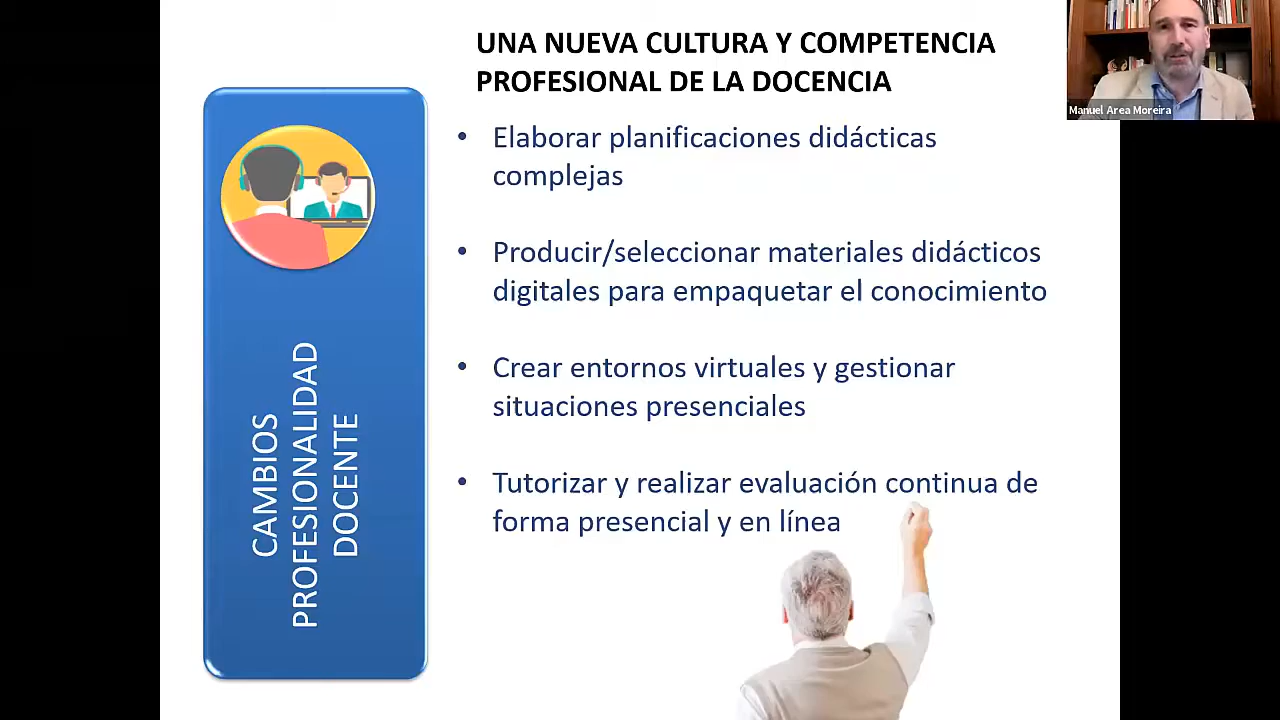 UNA NUEVA CULTURA Y COMPETENCIA
PROFESIONAL DE LA DOCENCIA
Manuel Area Moreira
• Elaborar planificaciones didácticas
complejas
• Producir/seleccionar materiales didácticos
digitales para empaquetar el conocimiento
• Crear entornos virtuales y gestionar
situaciones presenciales
• Tutorizar y realizar evaluación continua de
forma presencial y en línea
CAMBIOS
PROFESIONALIDAD
DOCENTE